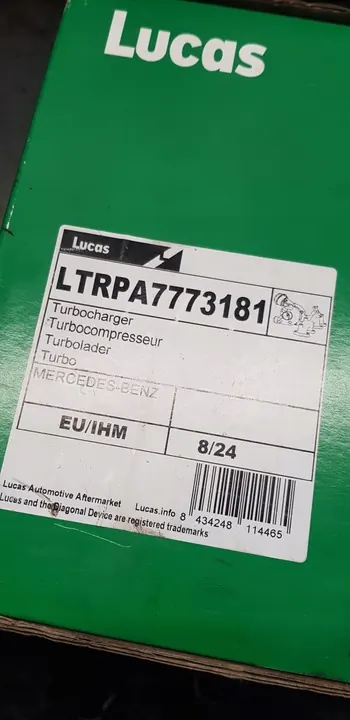 Lucas
Lucas
LTRPA7773181
Turbocharger
Turbocompresseur
Turbolader
Turbo
MERCEDES-BENZ
EU/IHM 8/24
Lucas Automotive Aftermarket Lucas.info
Lucas and the Diagonal Device are registered trademarks
8 434248 114465